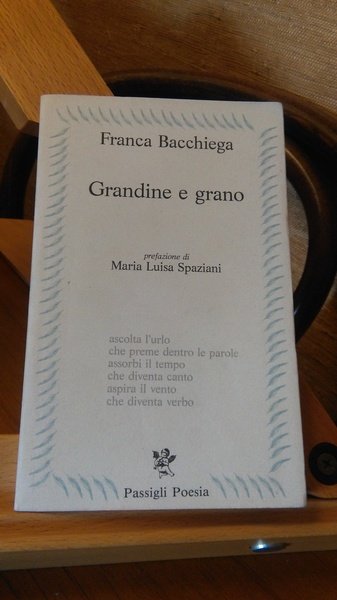 Franca Bacchiega
Grandine e grano
prefazione di
Maria Luisa Spaziani
ascolta l'urlo
che preme dentro le parole
assorbi il tempo
che diventa canto
aspira il vento
che diventa verbo
Passigli Poesia